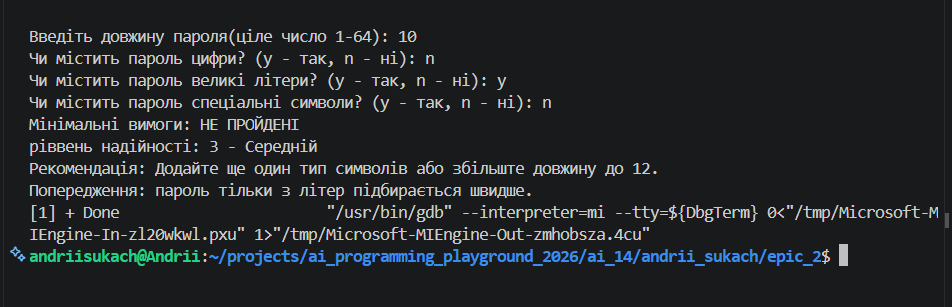 Введіть довжину пароля(ціле число 1-64): 10
Чи містить пароль цифри? (y - так, n - ні): n
Чи містить пароль великі літери? (y - так, n - ні): y
Чи містить пароль спеціальні символи? (y - так, n - ні): n
Мінімальні вимоги: НЕ ПРОЙДЕНІ
ріввень надійності: 3 - Середній
Рекомендація: Додайте ще один тип символів або збільште довжину до 12.
Попередження: пароль тільки з літер підбирається швидше.
[1] + Done                       "/usr/bin/gdb" --interpreter=mi --tty=${DbgTerm} 0<"/tmp/Microsoft-M
IEngine-In-zl20wkwl.pxu" 1>"/tmp/Microsoft-MIEngine-Out-zmhobsza.4cu"
andriisukach@Andrii:~/projects/ai_programming_playground_2026/ai_14/andrii_sukach/epic_2$